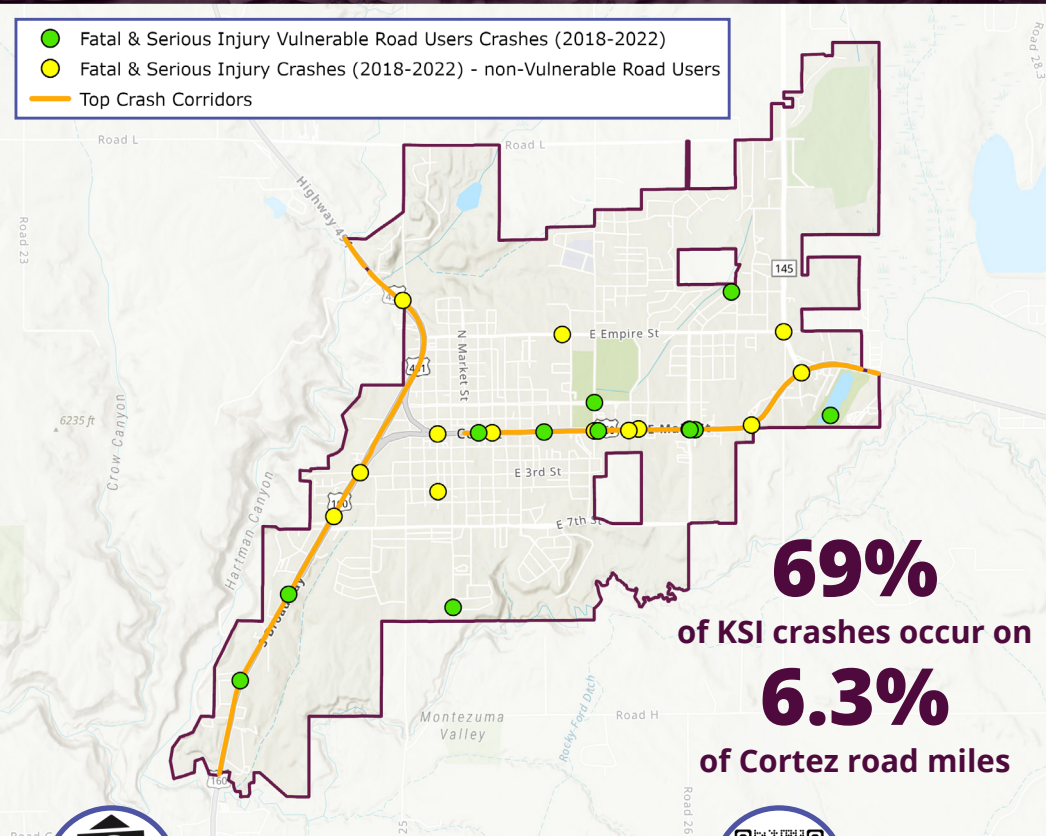 Fatal & Serious Injury Vulnerable Road Users Crashes (2018-2022)
Fatal & Serious Injury Crashes (2018-2022) - non-Vulnerable Road Users
Top Crash Corridors
Road 28.3
Road L
Road L
Highway 4
Road 23
145
N Market St
E Empire St
6235 ft
Crow Canyon
E 3rd St
Hartman Canyon
E 7th St
69%
of KSI crashes occur on
6.3%
of Cortez road miles
Montezuma
Valley
Rocky Ford Ditch
Road H
160
Road 26
25